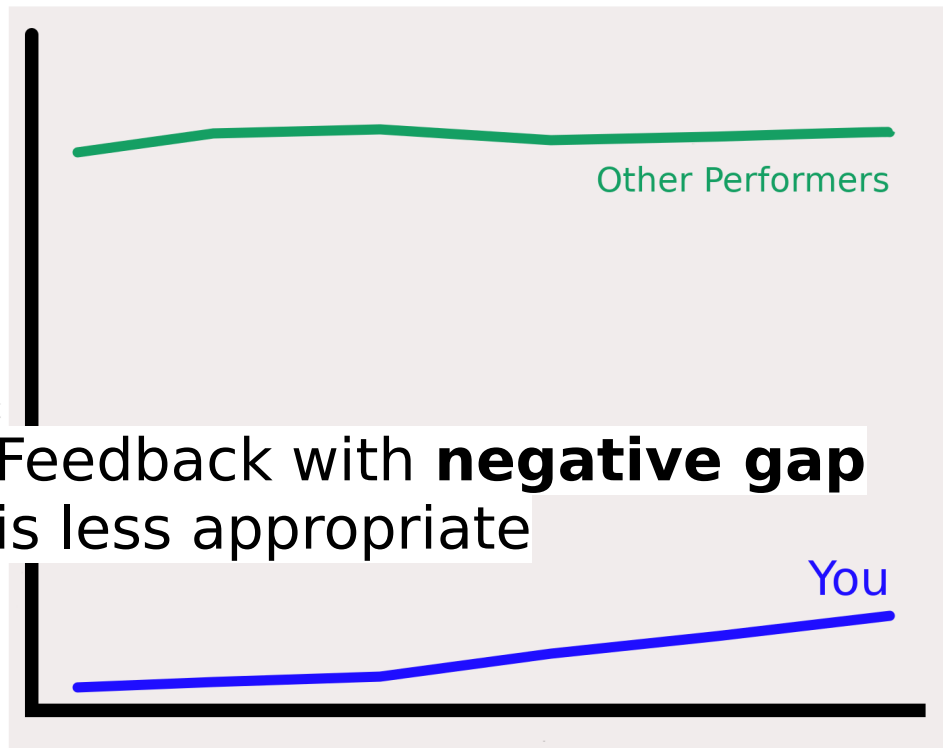 Other Performers
Feedback with negative gap
is less appropriate
You